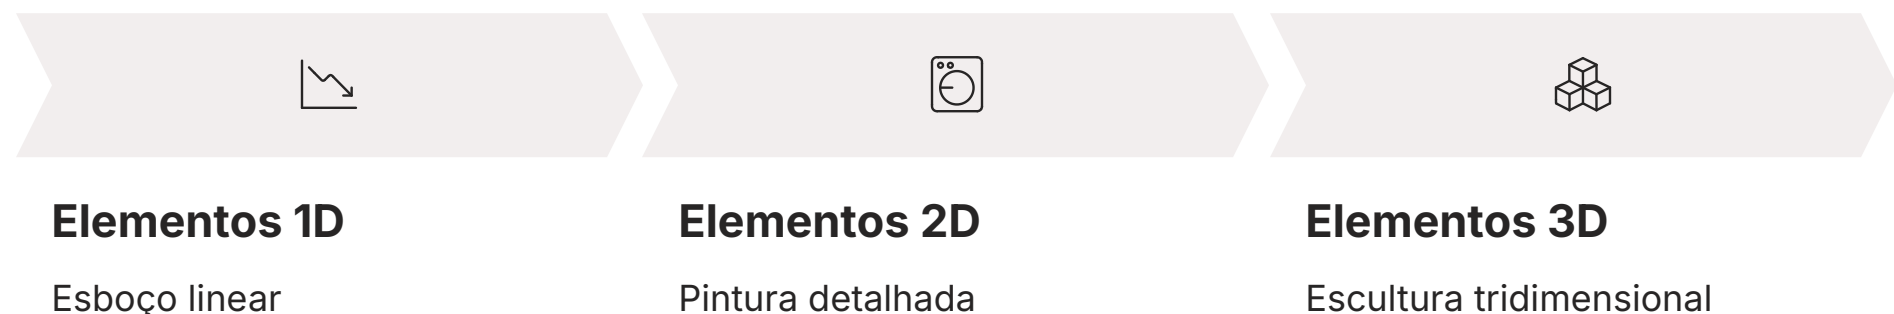 Elementos 1D
Esboço linear
Elementos 2D
Pintura detalhada
Elementos 3D
Escultura tridimensional